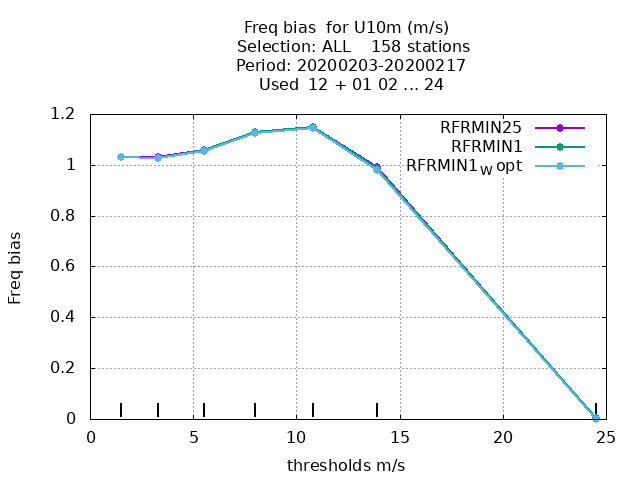 Freq bias  for U10m (m/s)
Selection: ALL    158 stations
Period: 20200203-20200217
Used  12 + 01 02 ... 24
RFRMIN25
RFRMIN1
RFRMIN1W opt
Freq bias
1.2
1
0.8
0.6
0.4
0.2
0
0 5 10 15 20 25
thresholds m/s